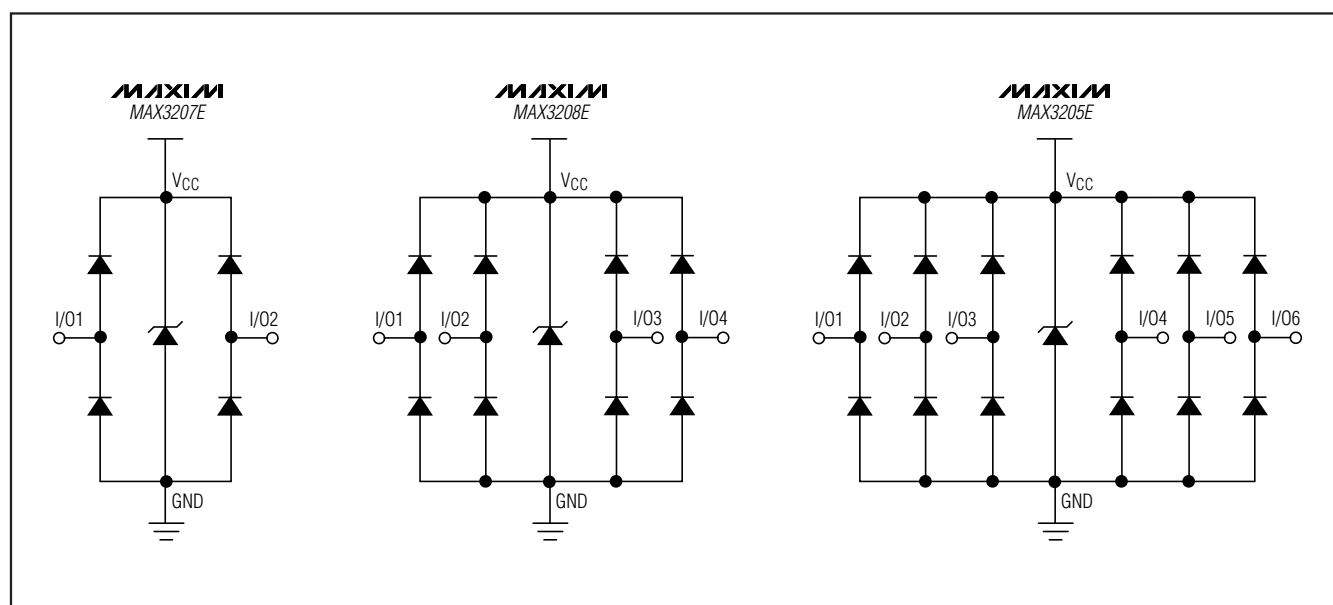 MAXIM
MAX3207E
VCC
I/O1
I/O2
GND
MAXIM
MAX3208E
VCC
I/O1
I/O2
I/O3
I/O4
GND
MAXIM
MAX3205E
VCC
I/O1
I/O2
I/O3
I/O4
I/O5
I/O6
GND